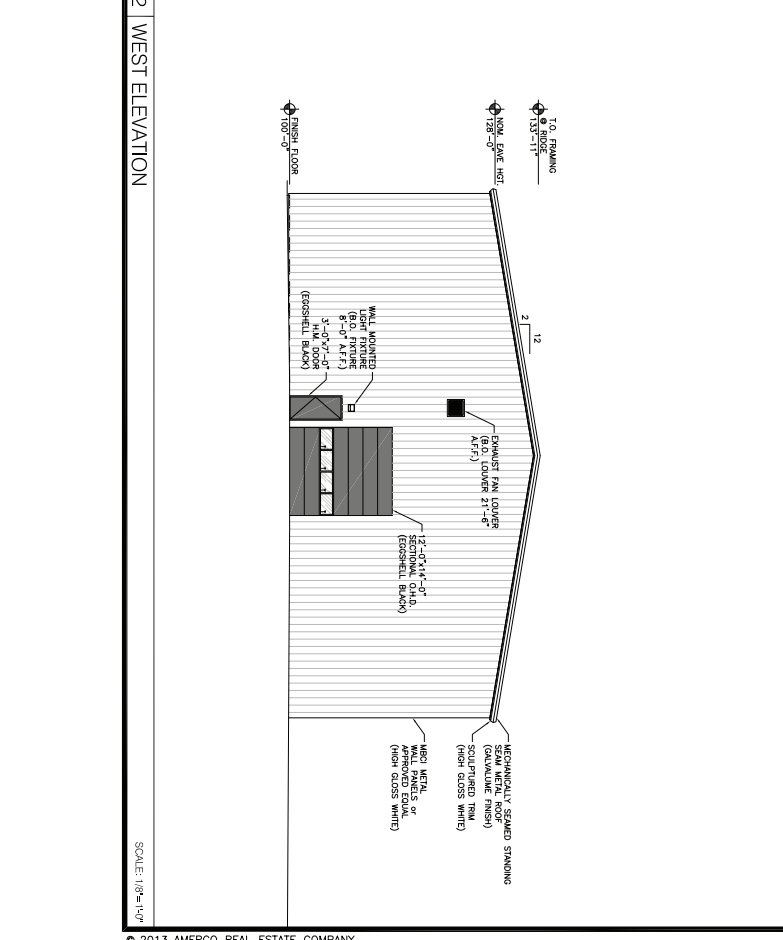 T.O. FRAMING
@ RIDGE
133'-11"
NOM. EAVE HGT.
128'-0"
FINISH FLOOR
100'-0"
12
2
WALL MOUNTED
LIGHT FIXTURE
(B.O. FIXTURE
8'-0" A.F.F.)
3'-0"x7'-0"
H.M. DOOR
(EGGSHELL BLACK)
EXHAUST FAN LOUVER
(B.O. LOUVER 21'-6"
A.F.F.)
12'-0"x14'-0"
SECTIONAL O.H.D.
(EGGSHELL BLACK)
MECHANICALLY SEAMED STANDING
SEAM METAL ROOF
(GALVALUME FINISH)
SCULPTURED TRIM
(HIGH GLOSS WHITE)
MBCI METAL
WALL PANELS or
APPROVED EQUAL
(HIGH GLOSS WHITE)
2 WEST ELEVATION
SCALE: 1/8"=1'-0"
© 2013 AMERCO REAL ESTATE COMPANY